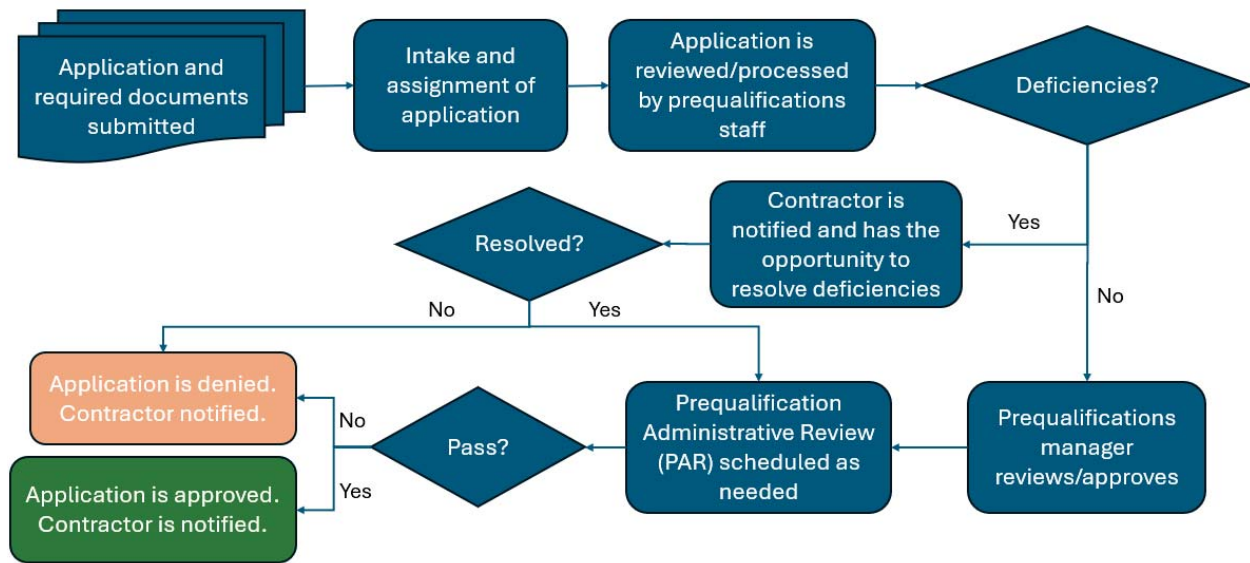 Application and
required documents
submitted
Intake and
assignment of
application
Application is
reviewed/processed
by prequalifications
staff
Deficiencies?
Yes
No
Contractor is
notified and has the
opportunity to
resolve deficiencies
Resolved?
No
Yes
Prequalifications
manager
reviews/approves
Prequalification
Administrative Review
(PAR) scheduled as
needed
Pass?
No
Yes
Application is denied.
Contractor notified.
Application is approved.
Contractor is notified.